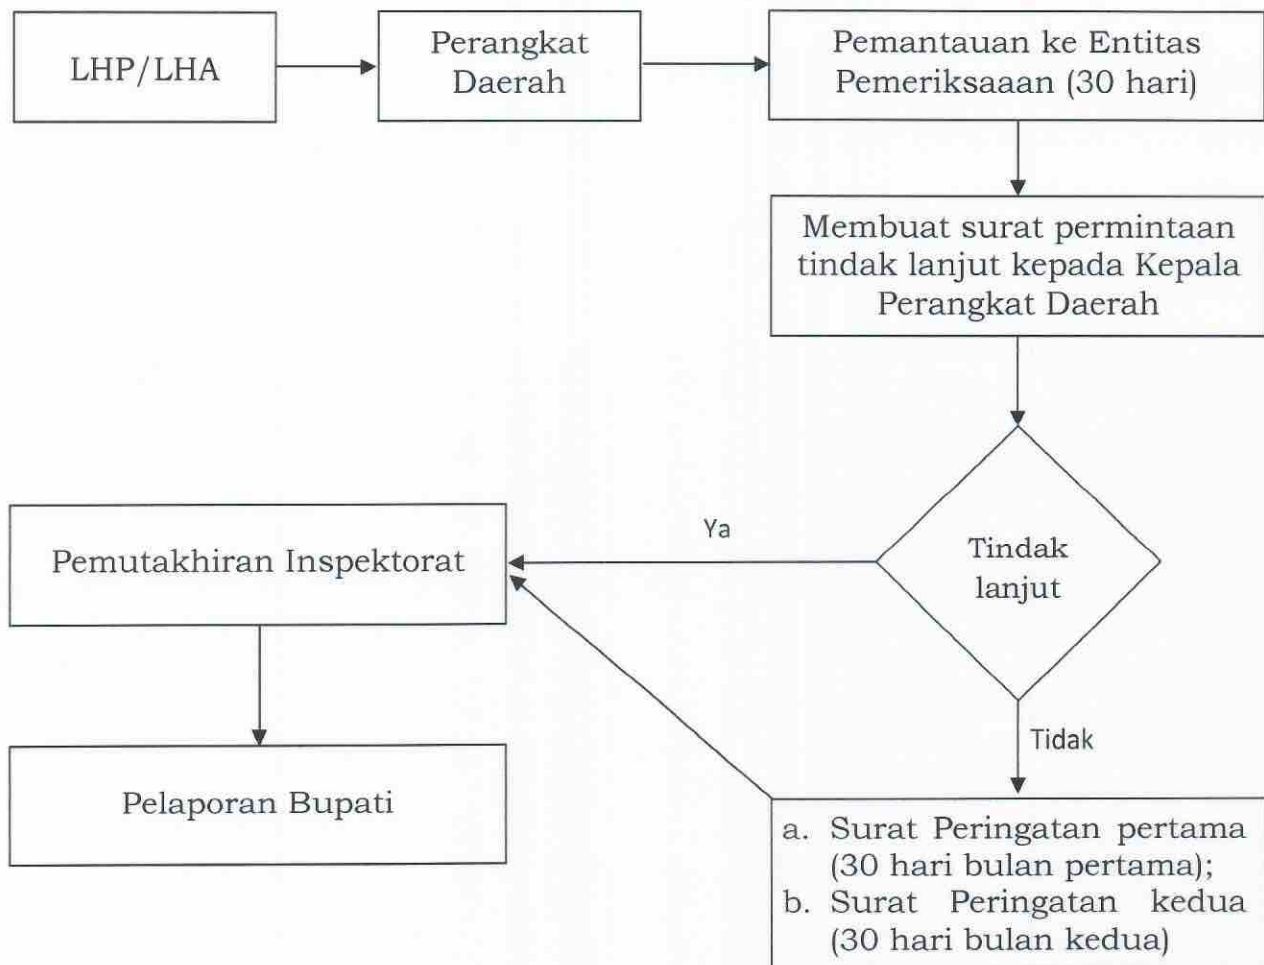 LHP/LHA
Perangkat
Daerah
Pemantauan ke Entitas
Pemeriksaaan (30 hari)
Membuat surat permintaan
tindak lanjut kepada Kepala
Perangkat Daerah
Tindak
lanjut
Ya
Tidak
Pemutakhiran Inspektorat
Pelaporan Bupati
a. Surat Peringatan pertama
(30 hari bulan pertama);
b. Surat Peringatan kedua
(30 hari bulan kedua)